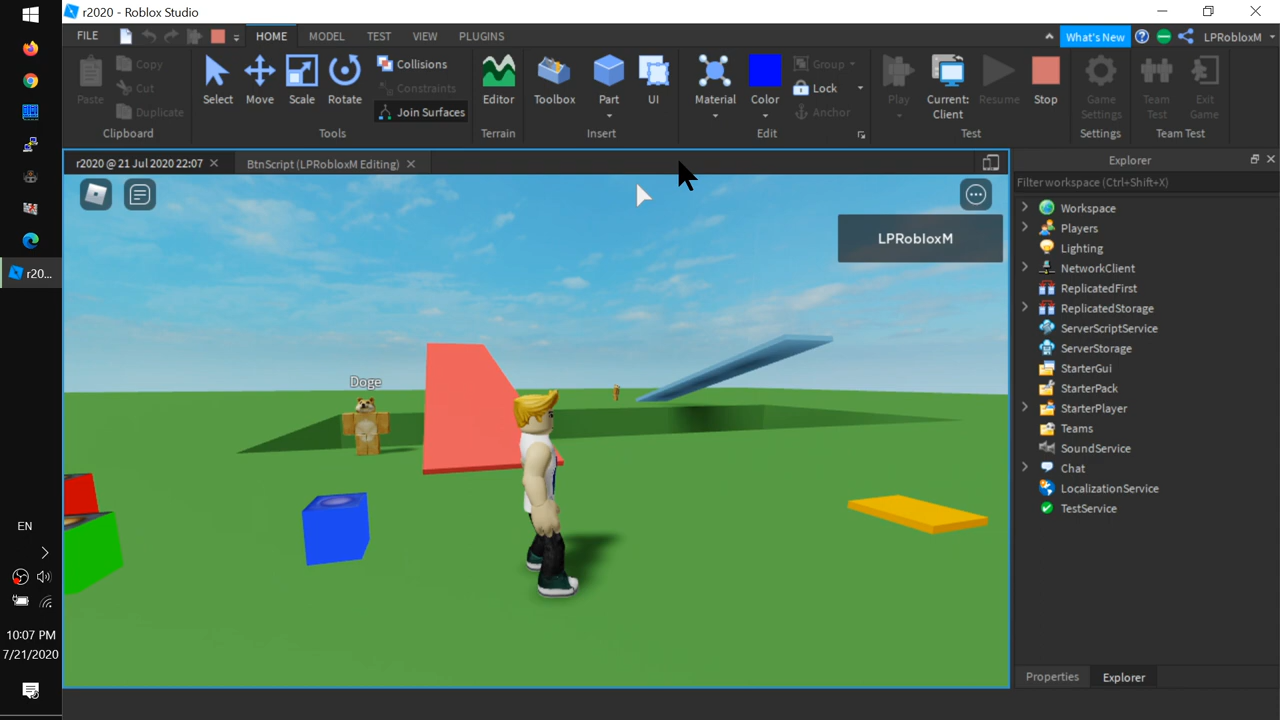 r2020 - Roblox Studio
FILE HOME MODEL TEST VIEW PLUGINS What's New LPRobloxM
Paste
Copy
Cut
Duplicate
Clipboard
Select
Move
Scale
Rotate
Collisions
Constraints
Join Surfaces
Tools
Editor
Terrain
Toolbox
Part
UI
Insert
Material
Color
Group
Lock
Anchor
Edit
Play
Current:
Client
Resume
Stop
Test
Game
Settings
Settings
Team
Test
Exit
Game
Team Test
r2020 @ 21 Jul 2020 22:07
BtnScript (LPRobloxM Editing)
LPRobloxM
Doge
Explorer
Filter workspace (Ctrl+Shift+X)
Workspace
Players
Lighting
NetworkClient
ReplicatedFirst
ReplicatedStorage
ServerScriptService
ServerStorage
StarterGui
StarterPack
StarterPlayer
Teams
SoundService
Chat
LocalizationService
TestService
Properties
Explorer
r20...
EN
10:07 PM
7/21/2020